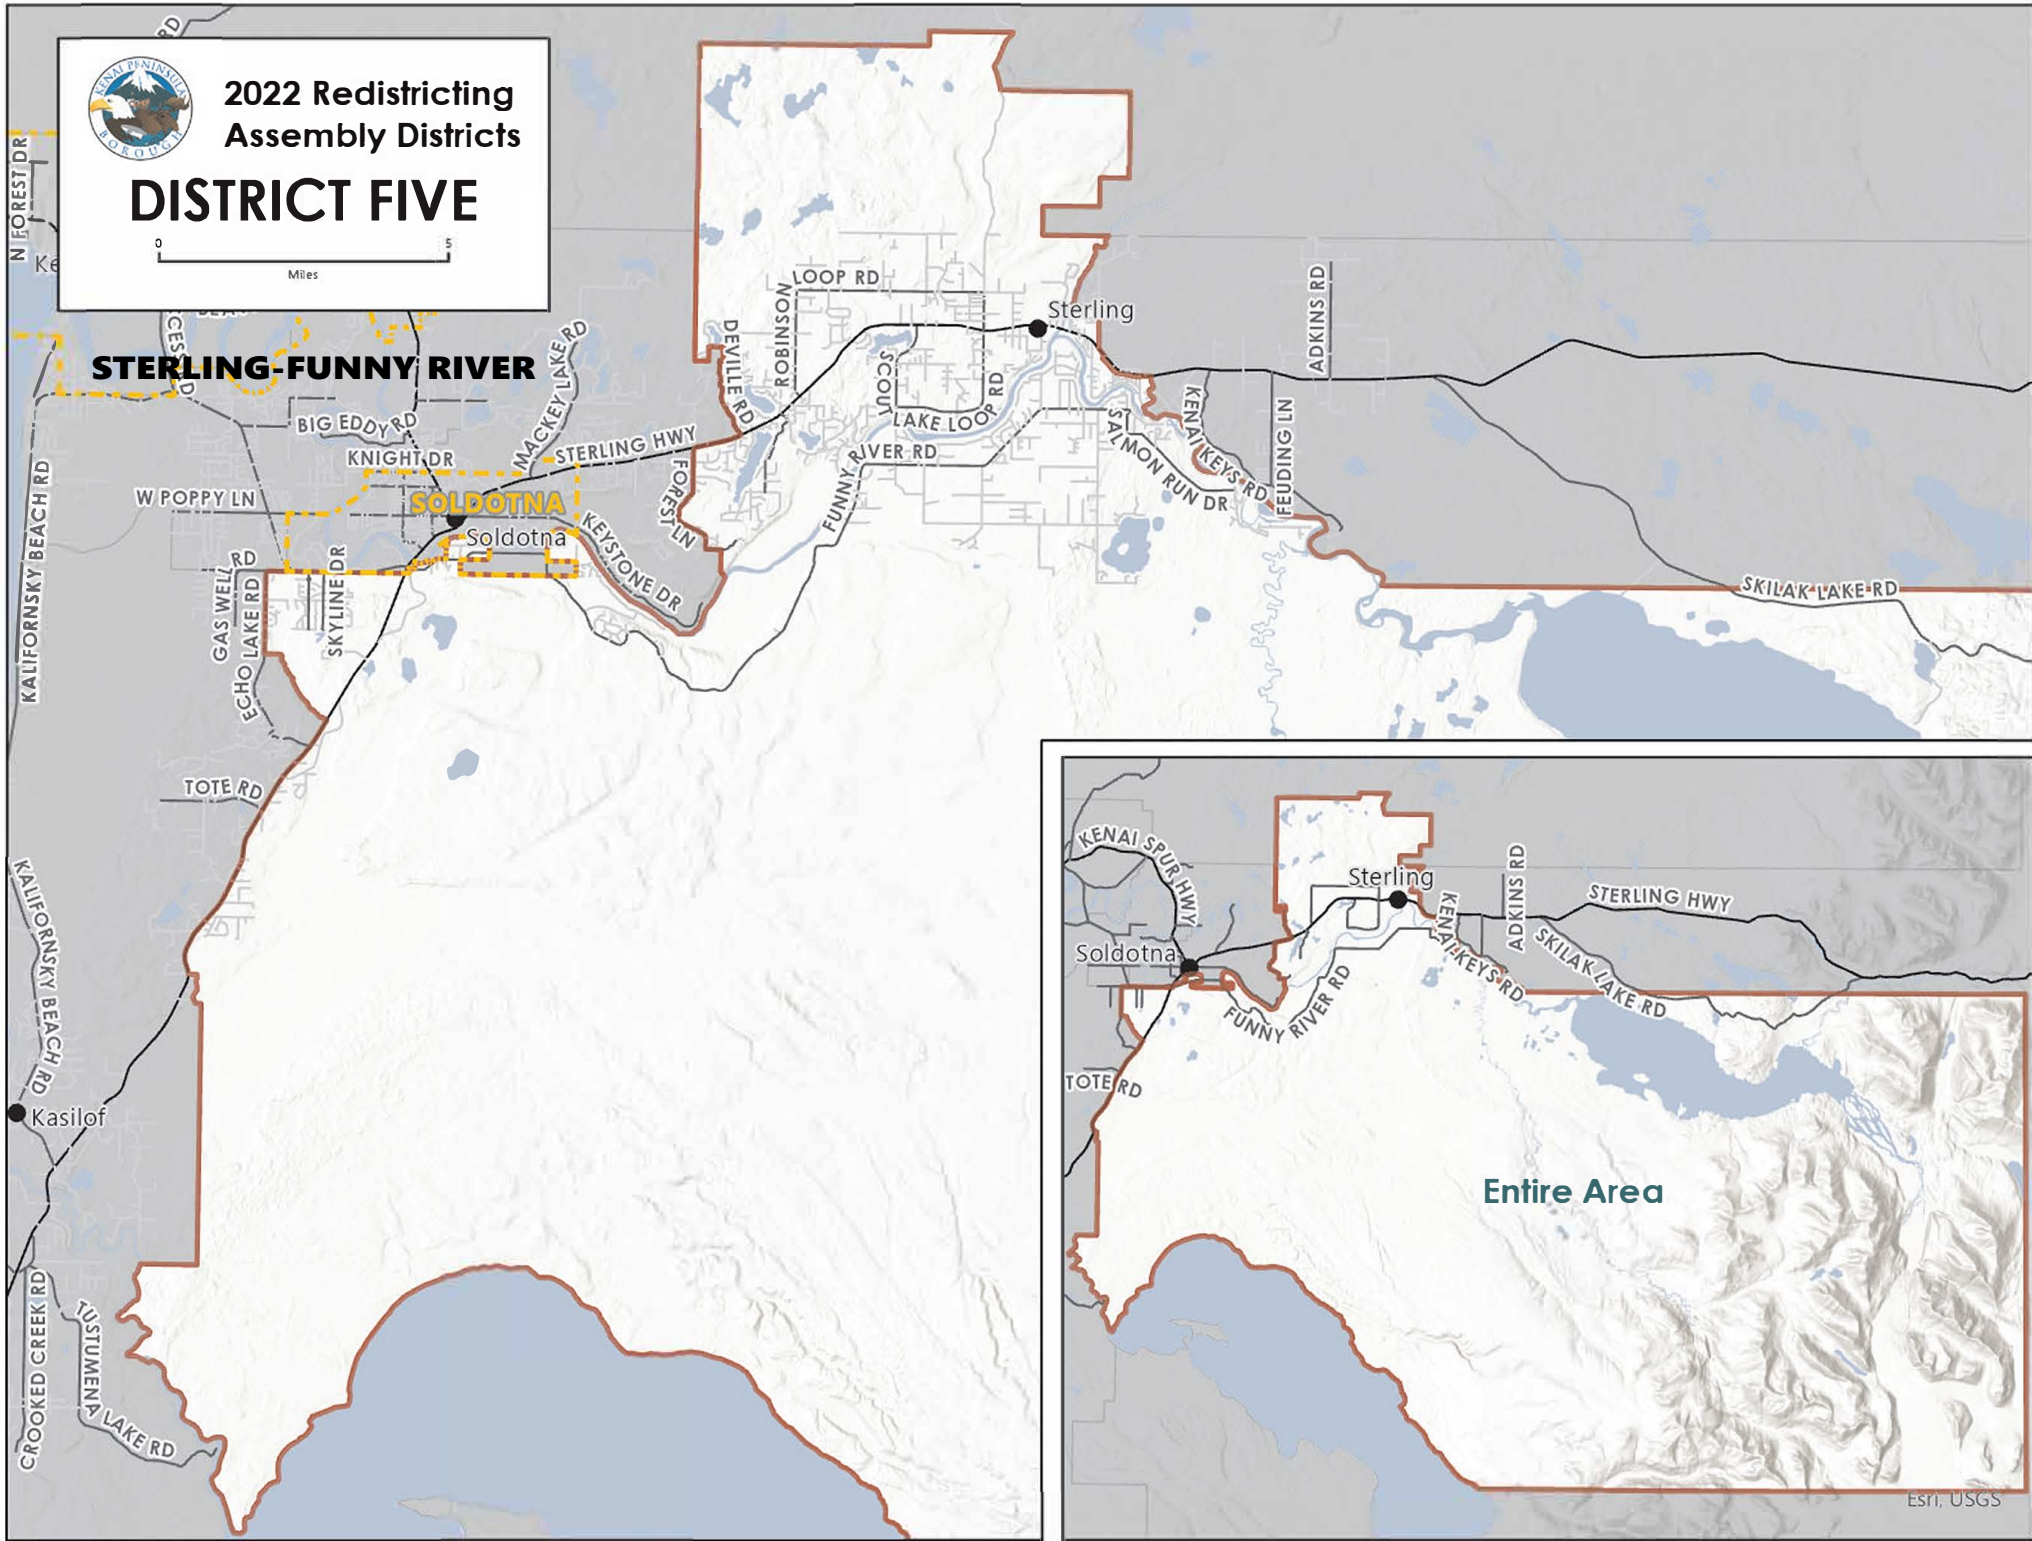 KENAI PENINSULA
BOROUGH
2022 Redistricting
Assembly Districts
DISTRICT FIVE
0 5
Miles
RD
N FOREST DR
Ke
STERLING-FUNNY RIVER
BIG EDDY RD
KNIGHT DR
MACKEY LAKE RD
STERLING HWY
W POPPY LN
SOLDOTNA
Soldotna
KEYSTONE DR
FOREST LN
DEVILLE RD
ROBINSON
LOOP RD
SCOUT
LAKE LOOP RD
Sterling
FUNNY RIVER RD
SALMON RUN DR
KENAI KEYS RD
FEUDING LN
ADKINS RD
SKILAK LAKE RD
KALIFORNSKY BEACH RD
GAS WELL RD
ECHO LAKE RD
SKYLINE DR
TOTE RD
KALIFORNSKY BEACH RD
Kasilof
CROOKED CREEK RD
TUSTUMENA LAKE RD
KENAI SPUR HWY
Soldotna
Sterling
KENAI KEYS RD
ADKINS RD
STERLING HWY
SKILAK LAKE RD
FUNNY RIVER RD
TOTE RD
Entire Area
Esri, USGS